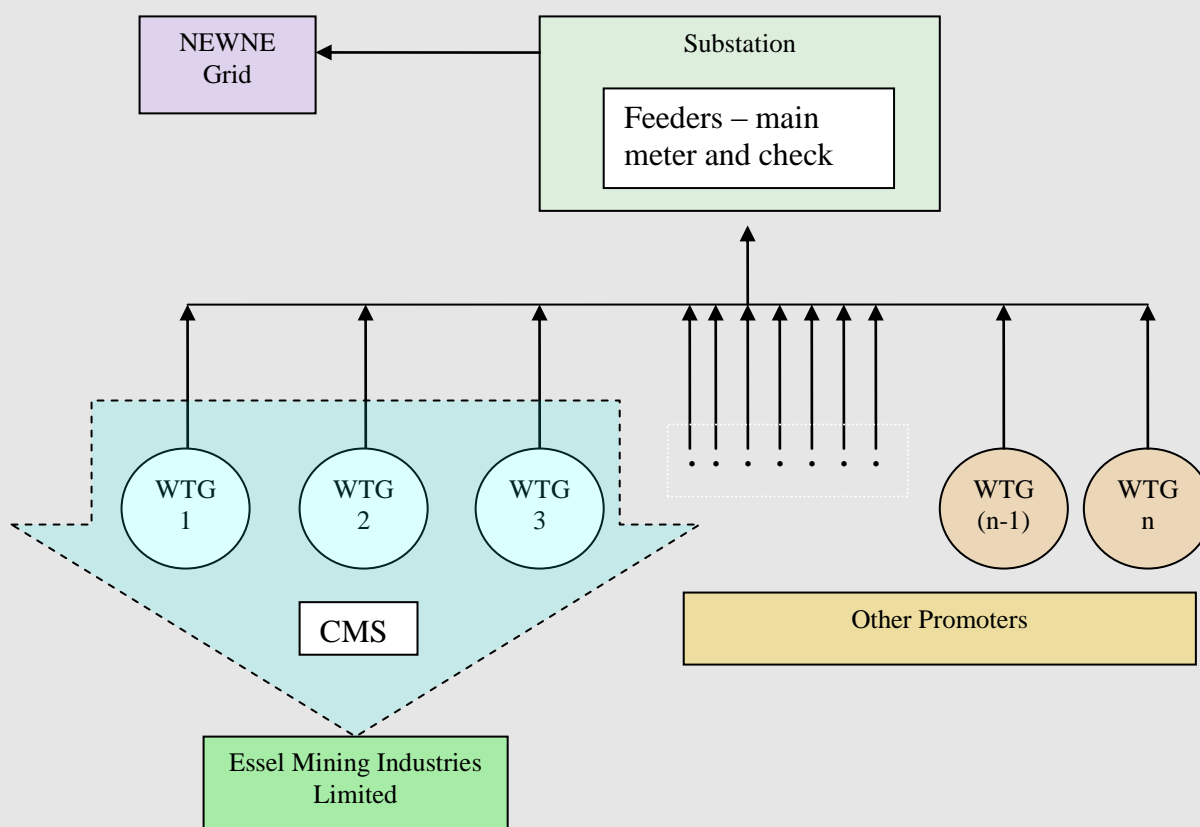 NEWNE
Grid
Substation
Feeders – main
meter and check
WTG
1
WTG
2
WTG
3
WTG
(n-1)
WTG
n
CMS
Other Promoters
Essel Mining Industries
Limited